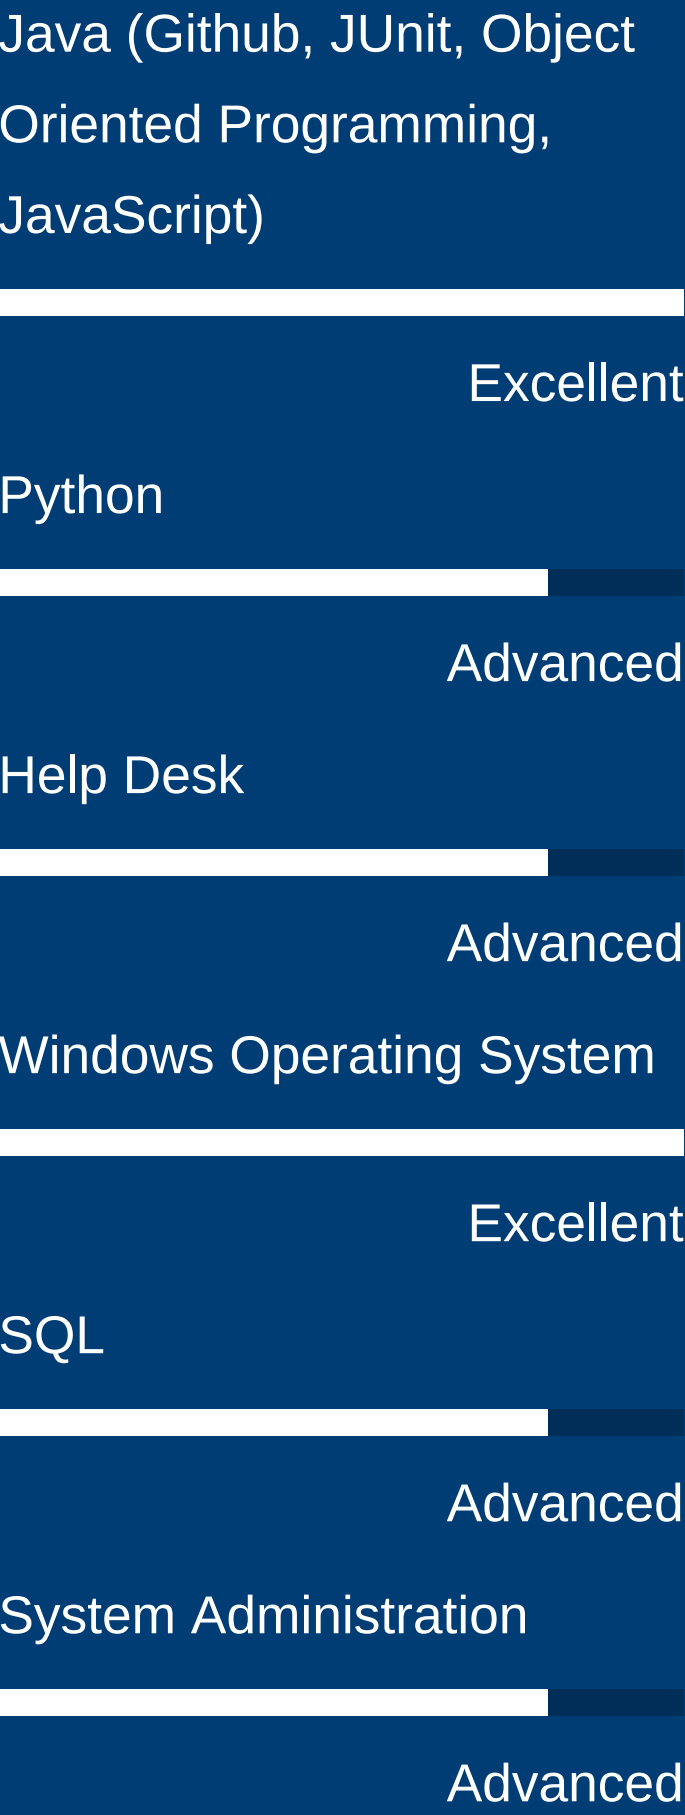 Java (Github, JUnit, Object
Oriented Programming,
JavaScript)
Excellent
Python
Advanced
Help Desk
Advanced
Windows Operating System
Excellent
SQL
Advanced
System Administration
Advanced